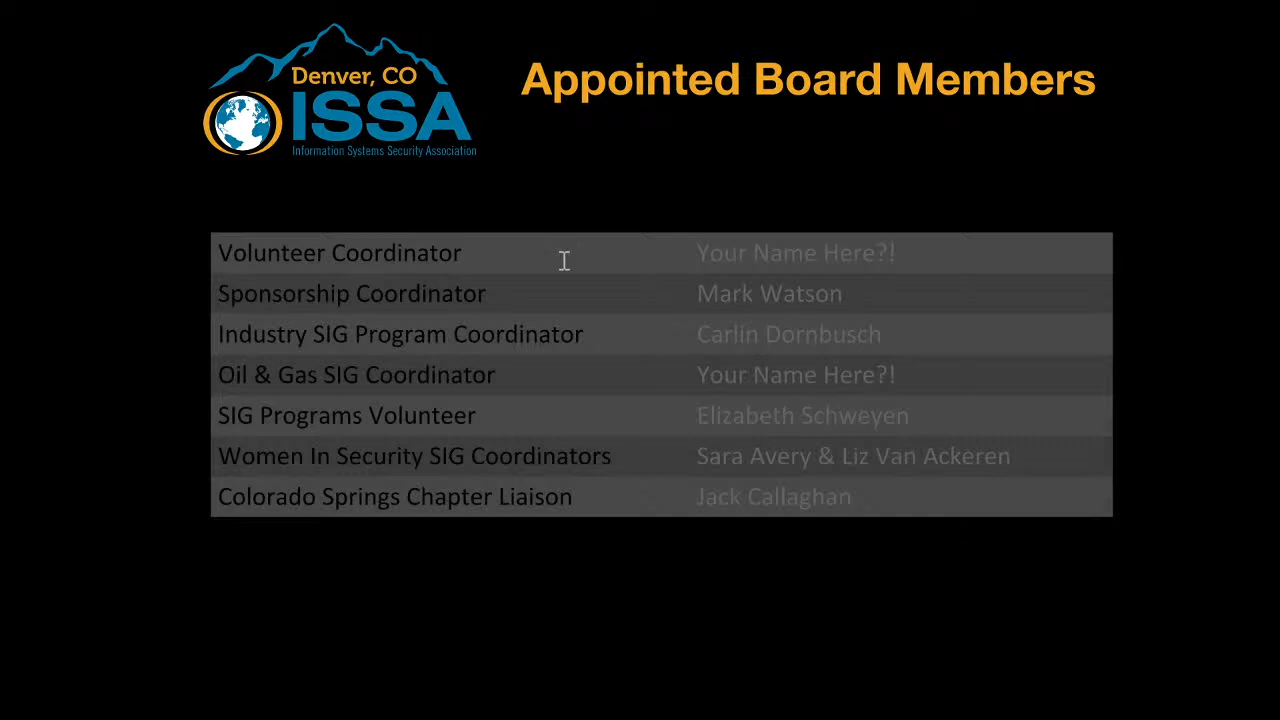 Denver, CO
ISSA
Information Systems Security Association
Appointed Board Members
Volunteer Coordinator Your Name Here?!
Sponsorship Coordinator Mark Watson
Industry SIG Program Coordinator Carlin Dornbusch
Oil & Gas SIG Coordinator Your Name Here?!
SIG Programs Volunteer Elizabeth Schweyen
Women In Security SIG Coordinators Sara Avery & Liz Van Ackeren
Colorado Springs Chapter Liaison Jack Callaghan